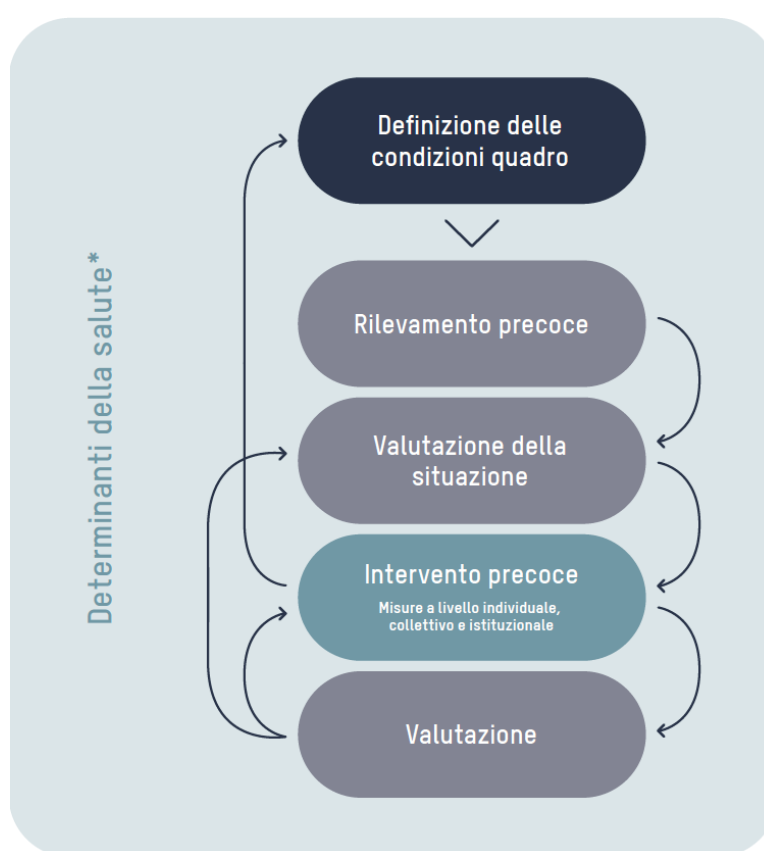 Definizione delle
condizioni quadro
Rilevamento precoce
Valutazione della
situazione
Intervento precoce
Misure a livello individuale,
collettivo e istituzionale
Valutazione
Determinanti della salute*